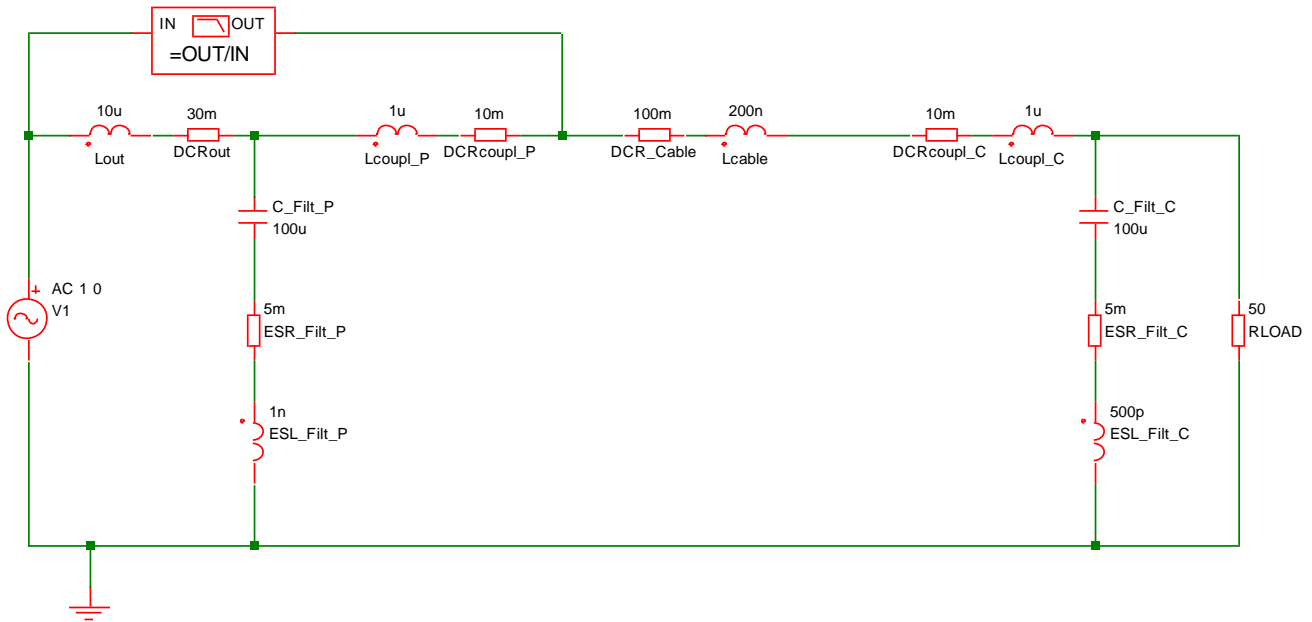 IN OUT
=OUT/IN
10u 30m 1u 10m 100m 200n 10m 1u
Lout DCRout Lcoupl_P DCRcoupl_P DCR_Cable Lcable DCRcoupl_C Lcoupl_C
C_Filt_P
100u
C_Filt_C
100u
AC 1 0
V1
5m
ESR_Filt_P
5m
ESR_Filt_C
50
RLOAD
1n
ESL_Filt_P
500p
ESL_Filt_C